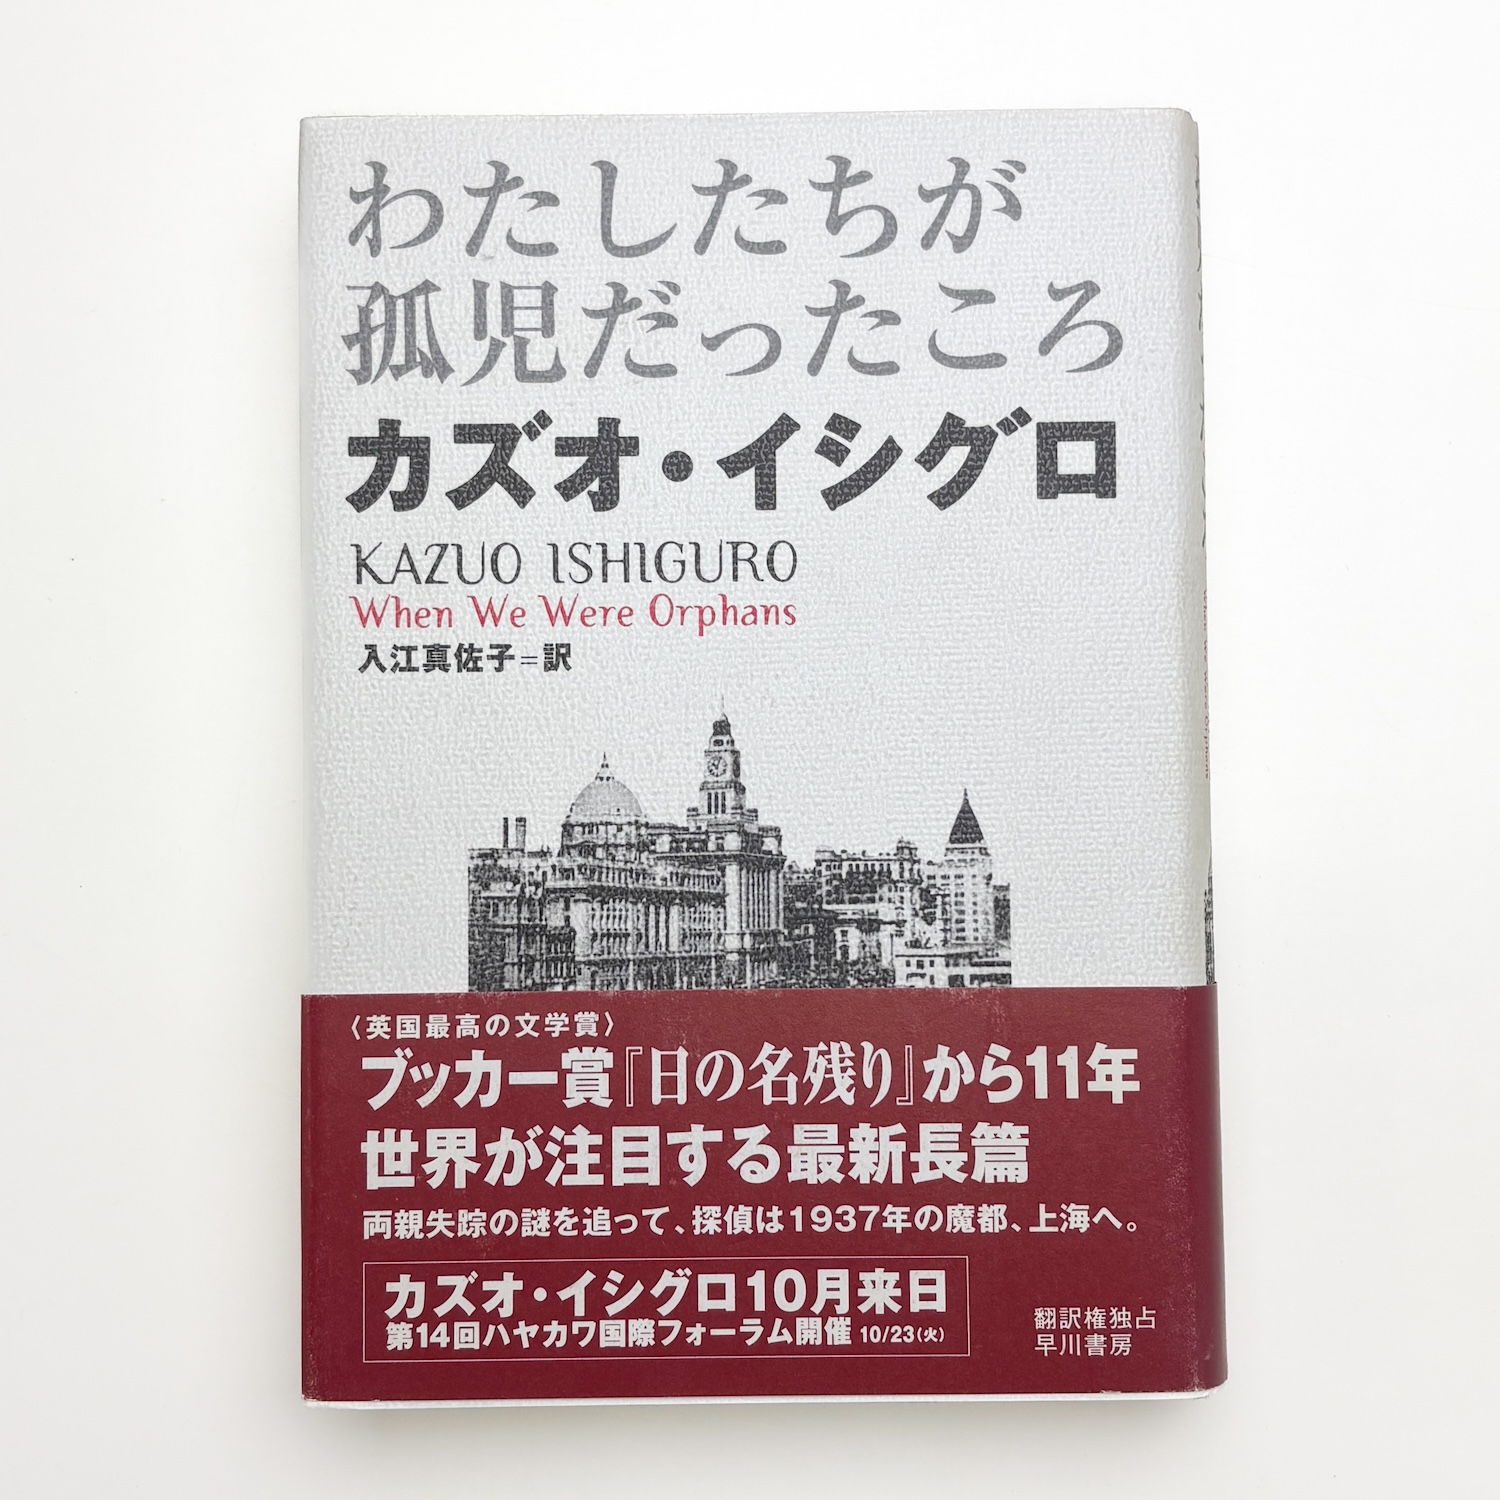 わたしたちが
孤児だったころ
カズオ・イシグロ
KAZUO ISHIGURO
When We Were Orphans
入江真佐子=訳
〈英国最高の文学賞〉
ブッカー賞『日の名残り』から11年
世界が注目する最新長篇
両親失踪の謎を追って、探偵は1937年の魔都、上海へ。
カズオ・イシグロ10月来日
第14回ハヤカワ国際フォーラム開催 10/23(火)
翻訳権独占
早川書房
When We Were Orphans